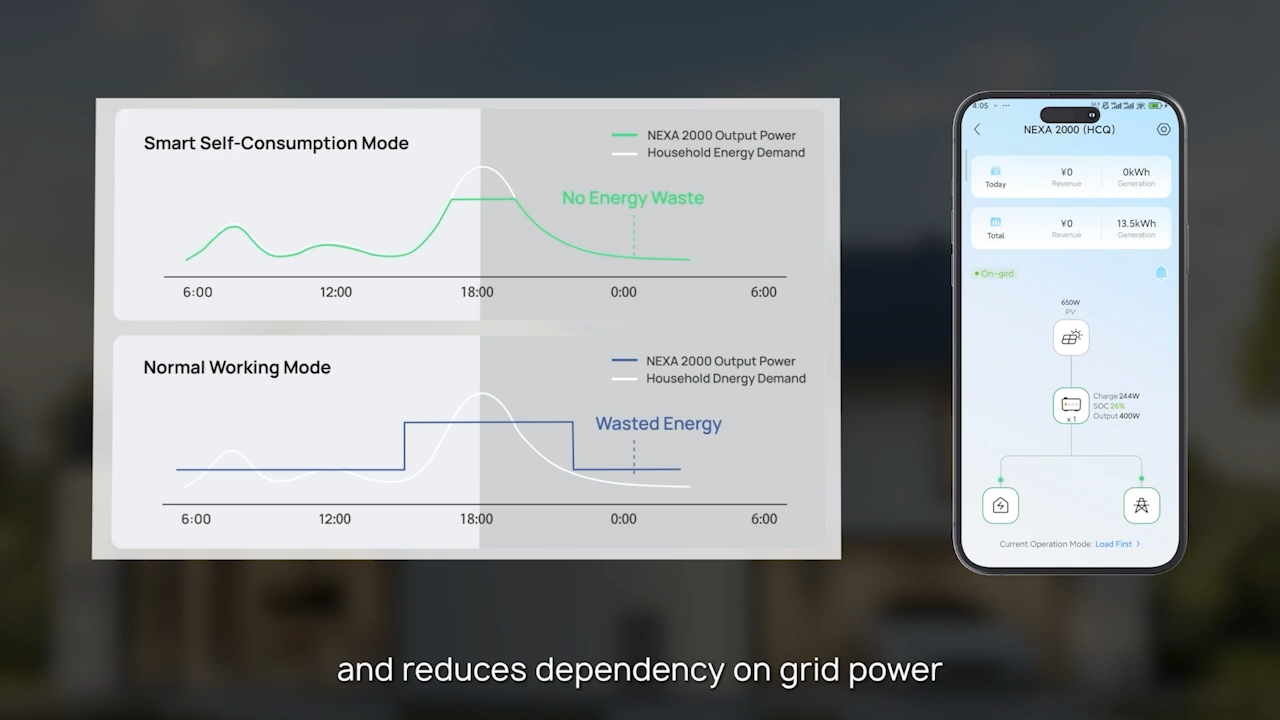 Smart Self-Consumption Mode
NEXA 2000 Output Power
Household Energy Demand
No Energy Waste
6:00 12:00 18:00 0:00 6:00
Normal Working Mode
NEXA 2000 Output Power
Household Dnergy Demand
Wasted Energy
6:00 12:00 18:00 0:00 6:00
4:05
NEXA 2000 (HCQ)
¥0 0kWh
Today Revenue Generation
¥0 13.5kWh
Total Revenue Generation
On-gird
650W
PV
Charge 244W
SOC 26%
Output 400W
x 1
Current Operation Mode: Load First >
and reduces dependency on grid power